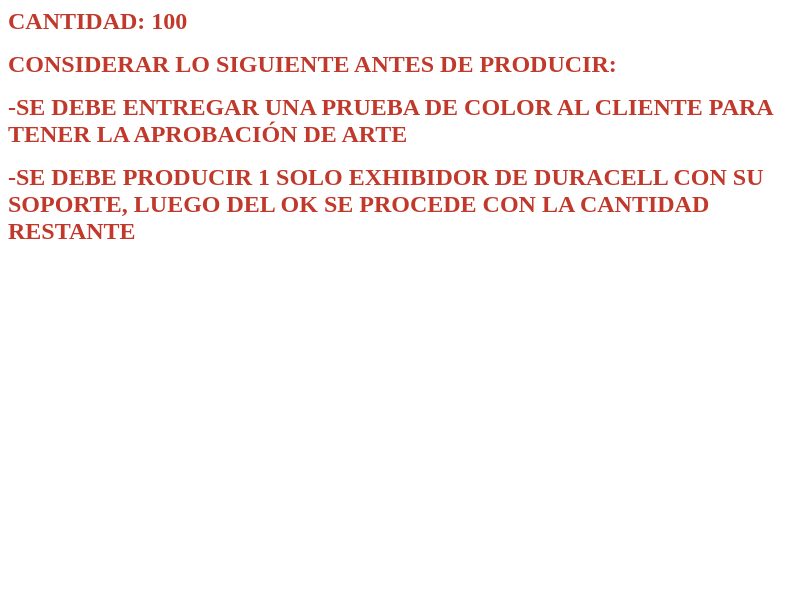 CANTIDAD: 100
CONSIDERAR LO SIGUIENTE ANTES DE PRODUCIR:
-SE DEBE ENTREGAR UNA PRUEBA DE COLOR AL CLIENTE PARA
TENER LA APROBACIÓN DE ARTE
-SE DEBE PRODUCIR 1 SOLO EXHIBIDOR DE DURACELL CON SU
SOPORTE, LUEGO DEL OK SE PROCEDE CON LA CANTIDAD
RESTANTE